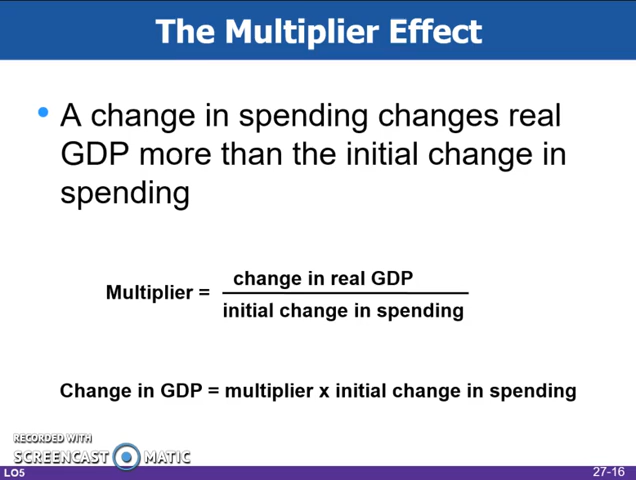 The Multiplier Effect
• A change in spending changes real
GDP more than the initial change in
spending
Multiplier = change in real GDP
initial change in spending
Change in GDP = multiplier x initial change in spending
RECORDED WITH
SCREENCAST MATIC
LO5
27-16